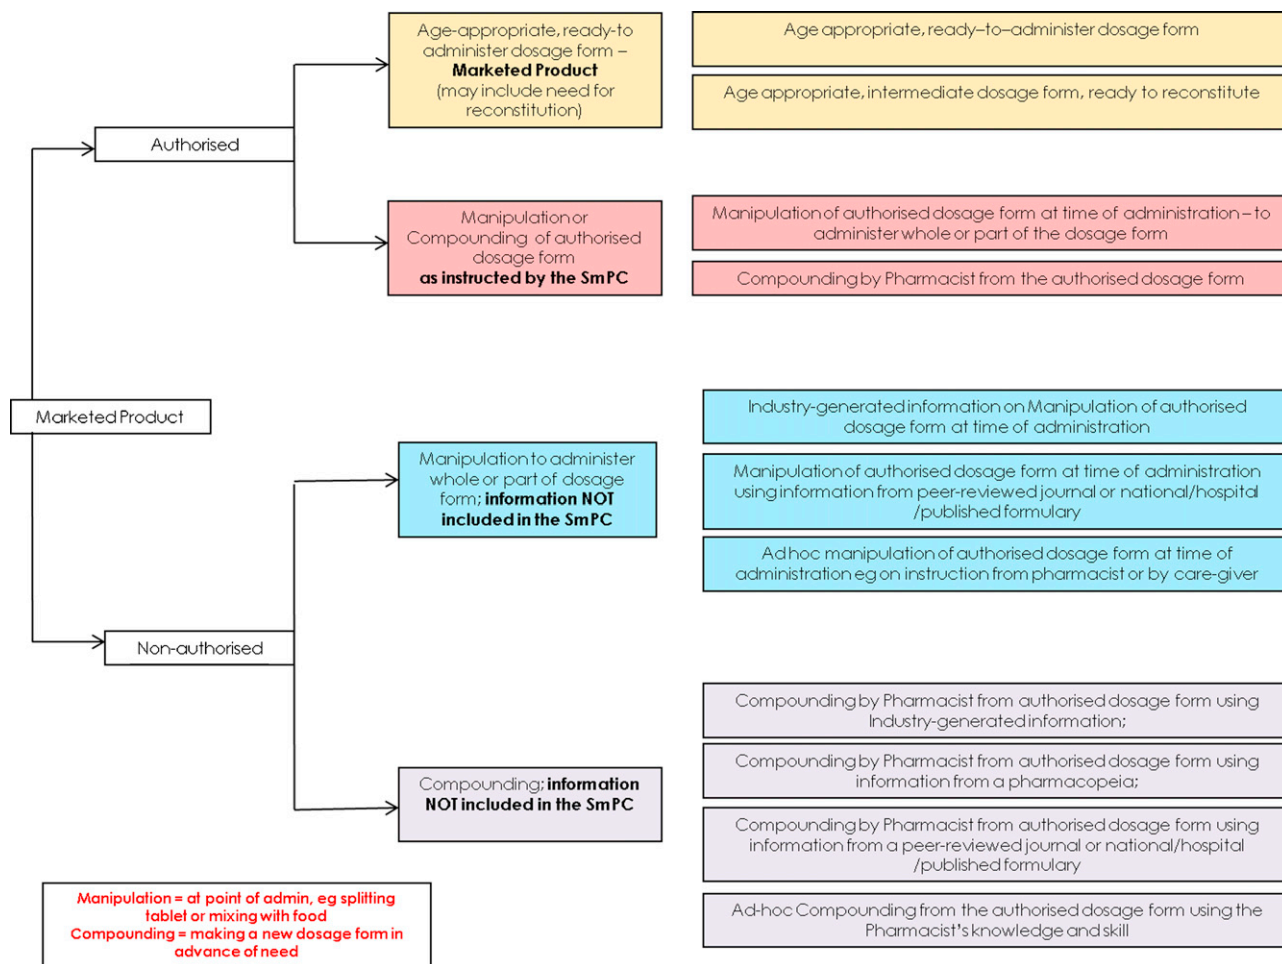 Age-appropriate, ready-to
administer dosage form –
Marketed Product
(may include need for
reconstitution)
Age appropriate, ready–to–administer dosage form
Age appropriate, intermediate dosage form, ready to reconstitute
Authorised
Manipulation or
Compounding of authorised
dosage form
as instructed by the SmPC
Manipulation of authorised dosage form at time of administration – to
administer whole or part of the dosage form
Compounding by Pharmacist from the authorised dosage form
Marketed Product
Manipulation to administer
whole or part of dosage
form; information NOT
included in the SmPC
Industry-generated information on Manipulation of authorised
dosage form at time of administration
Manipulation of authorised dosage form at time of administration
using information from peer-reviewed journal or national/hospital
/published formulary
Ad hoc manipulation of authorised dosage form at time of
administration eg on instruction from pharmacist or by care-giver
Non-authorised
Compounding; information
NOT included in the SmPC
Compounding by Pharmacist from authorised dosage form using
Industry-generated information;
Compounding by Pharmacist from authorised dosage form using
information from a pharmacopeia;
Compounding by Pharmacist from authorised dosage form using
information from a peer-reviewed journal or national/hospital
/published formulary
Ad-hoc Compounding from the authorised dosage form using the
Pharmacist's knowledge and skill
Manipulation = at point of admin, eg splitting
tablet or mixing with food
Compounding = making a new dosage form in
advance of need